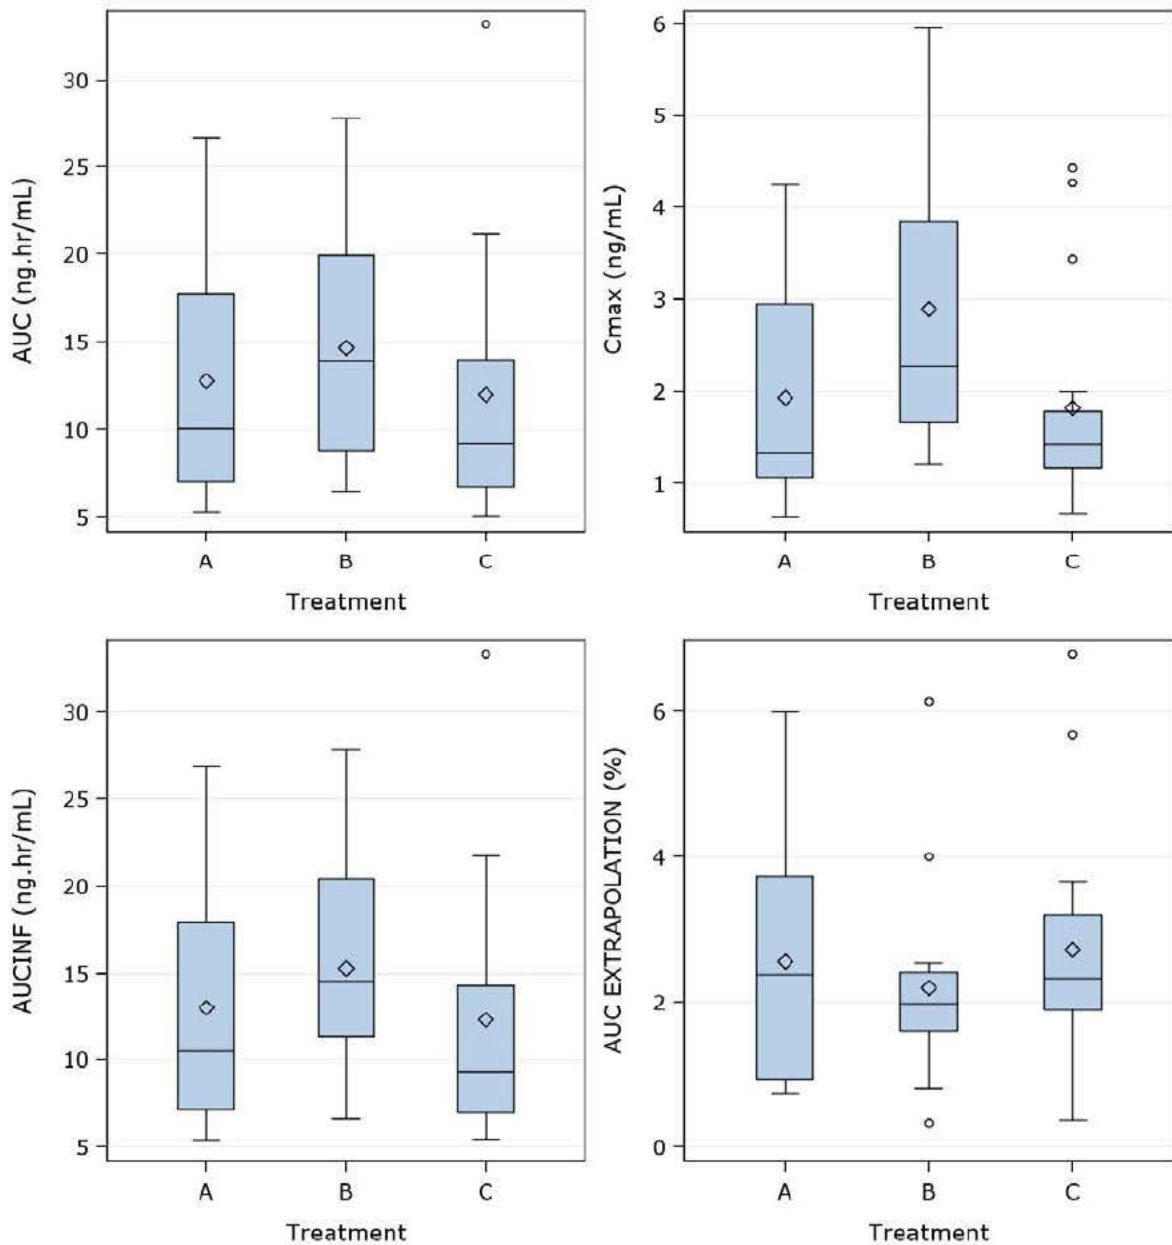 AUC (ng.hr/mL)
30
25
20
15
10
5
A B C
Treatment
Cmax (ng/mL)
6
5
4
3
2
1
A B C
Treatment
AUCINF (ng.hr/mL)
30
25
20
15
10
5
A B C
Treatment
AUC EXTRAPOLATION (%)
6
4
2
0
A B C
Treatment